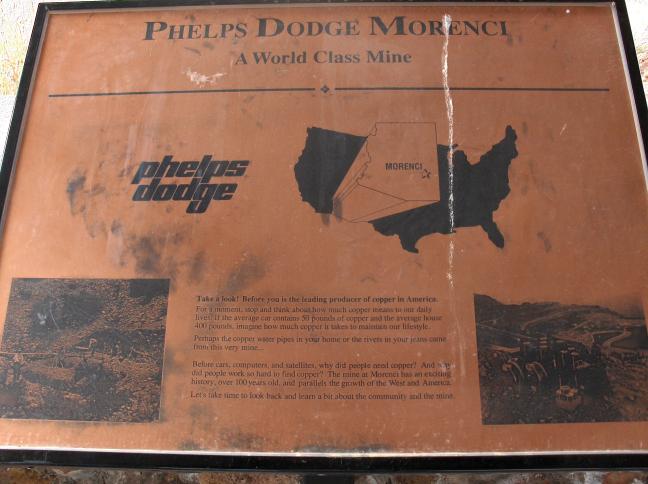 PHELPS DODGE MORENCI
A World Class Mine
phelps
dodge
MORENCI
Take a look! Before you is the leading producer of copper in America.
For a moment, stop and think about how much copper means to our daily
lives. If the average car contains 50 pounds of copper and the average house
400 pounds, imagine how much copper it takes to maintain our lifestyle.
Perhaps the copper water pipes in your home or the rivets in your jeans came
from this very mine...
Before cars, computers, and satellites, why did people need copper? And why
did people work so hard to find copper? The mine at Morenci has an exciting
history, over 100 years old, and parallels the growth of the West and America.
Let's take time to look back and learn a bit about the community and the mine.